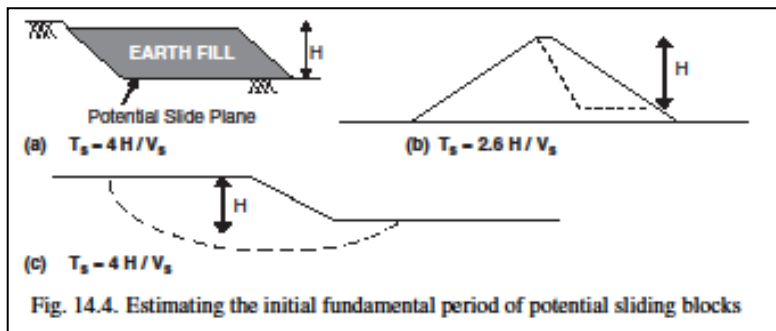 EARTH FILL
H
Potential Slide Plane
(a) Ts = 4 H / Vs
H
(b) Ts = 2.6 H / Vs
H
(c) Ts = 4 H / Vs
Fig. 14.4. Estimating the initial fundamental period of potential sliding blocks